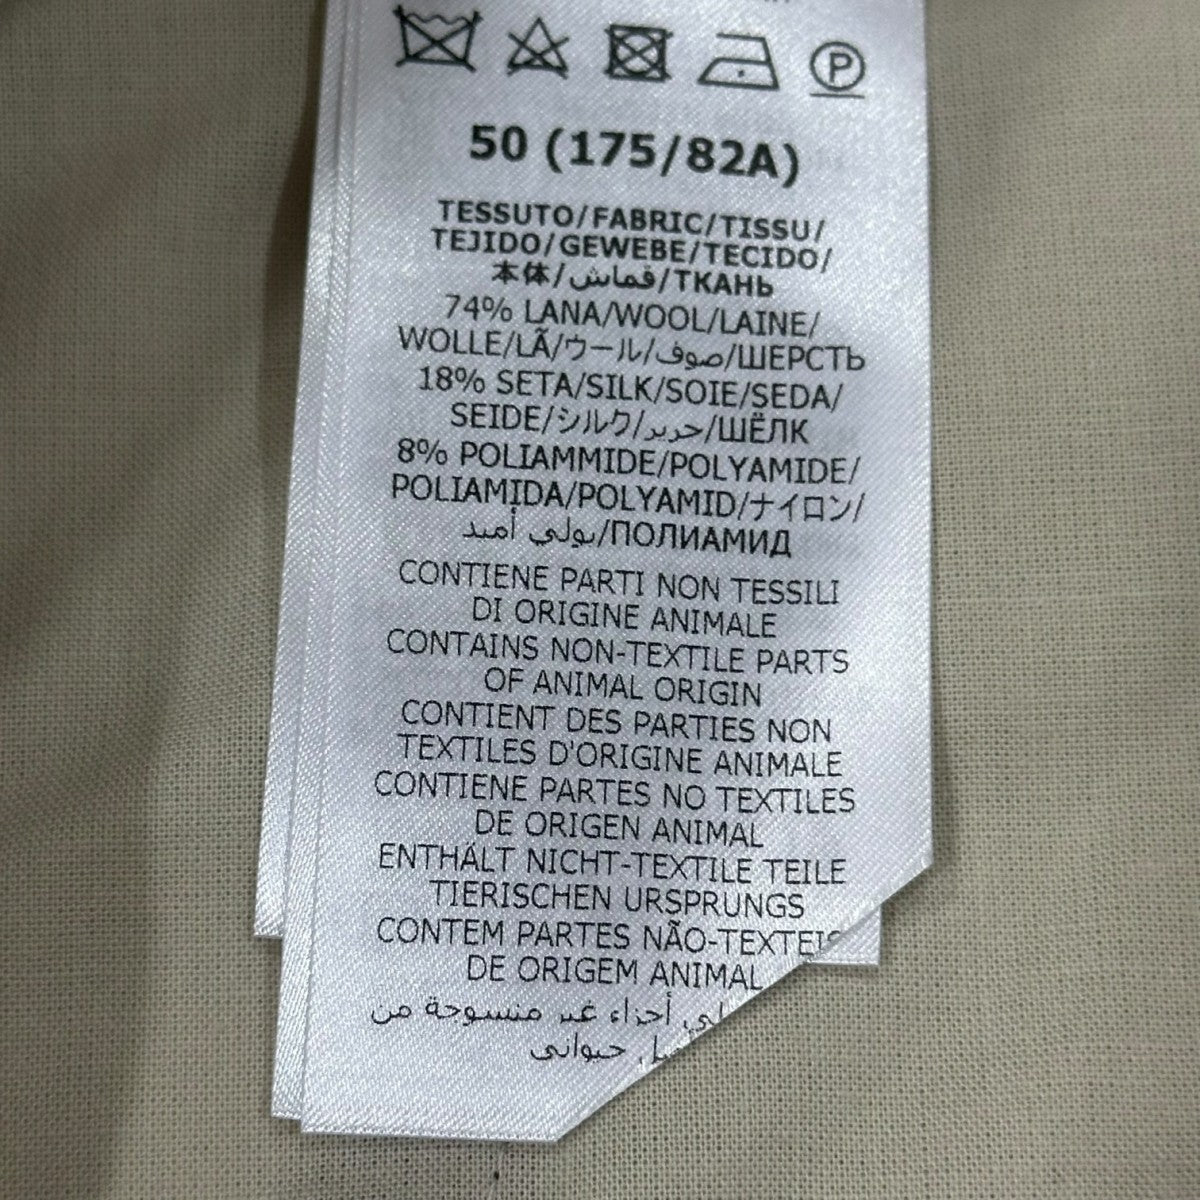 P
50 (175/82A)
TESSUTO/FABRIC/TISSU/
TEJIDO/GEWEBE/TECIDO/
本体/قماش/ТКАНЬ
74% LANA/WOOL/LAINE/
WOLLE/LÃ/ウール/صوف/ШЕРСТЬ
18% SETA/SILK/SOIE/SEDA/
SEIDE/シルク/حرير/ШЁЛК
8% POLIAMMIDE/POLYAMIDE/
POLIAMIDA/POLYAMID/ナイロン/
بولي أميد/ПОЛИАМИД
CONTIENE PARTI NON TESSILI
DI ORIGINE ANIMALE
CONTAINS NON-TEXTILE PARTS
OF ANIMAL ORIGIN
CONTIENT DES PARTIES NON
TEXTILES D'ORIGINE ANIMALE
CONTIENE PARTES NO TEXTILES
DE ORIGEN ANIMAL
ENTHÄLT NICHT-TEXTILE TEILE
TIERISCHEN URSPRUNGS
CONTEM PARTES NÃO-TEXTEIS
DE ORIGEM ANIMAL
أجزاء غير منسوجة من
حيواني